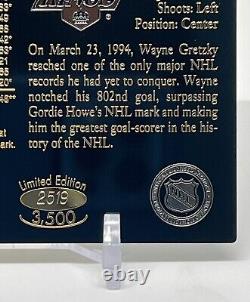 Shoots: Left
Position: Center
On March 23, 1994, Wayne Gretzky
reached one of the only major NHL
records he had yet to conquer. Wayne
notched his 802nd goal, surpassing
Gordie Howe's NHL mark and making
him the greatest goal-scorer in the his-
tory of the NHL.
Limited Edition
2519
3,500
NHL